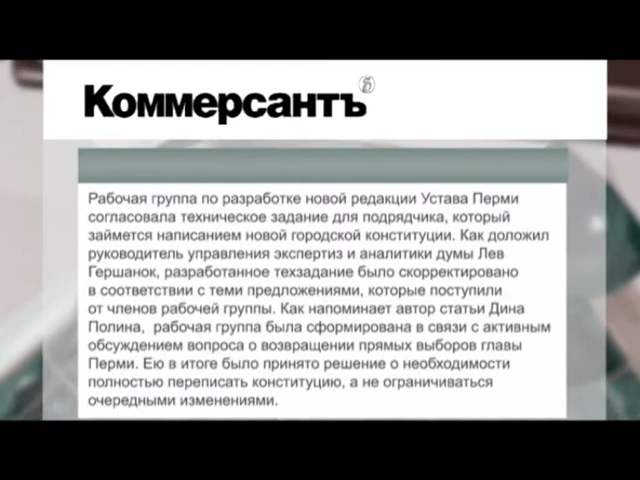 Коммерсантъ
Рабочая группа по разработке новой редакции Устава Перми
согласовала техническое задание для подрядчика, который
займется написанием новой городской конституции. Как доложил
руководитель управления экспертиз и аналитики думы Лев
Гершанок, разработанное техзадание было скорректировано
в соответствии с теми предложениями, которые поступили
от членов рабочей группы. Как напоминает автор статьи Дина
Полина, рабочая группа была сформирована в связи с активным
обсуждением вопроса о возвращении прямых выборов главы
Перми. Ею в итоге было принято решение о необходимости
полностью переписать конституцию, а не ограничиваться
очередными изменениями.